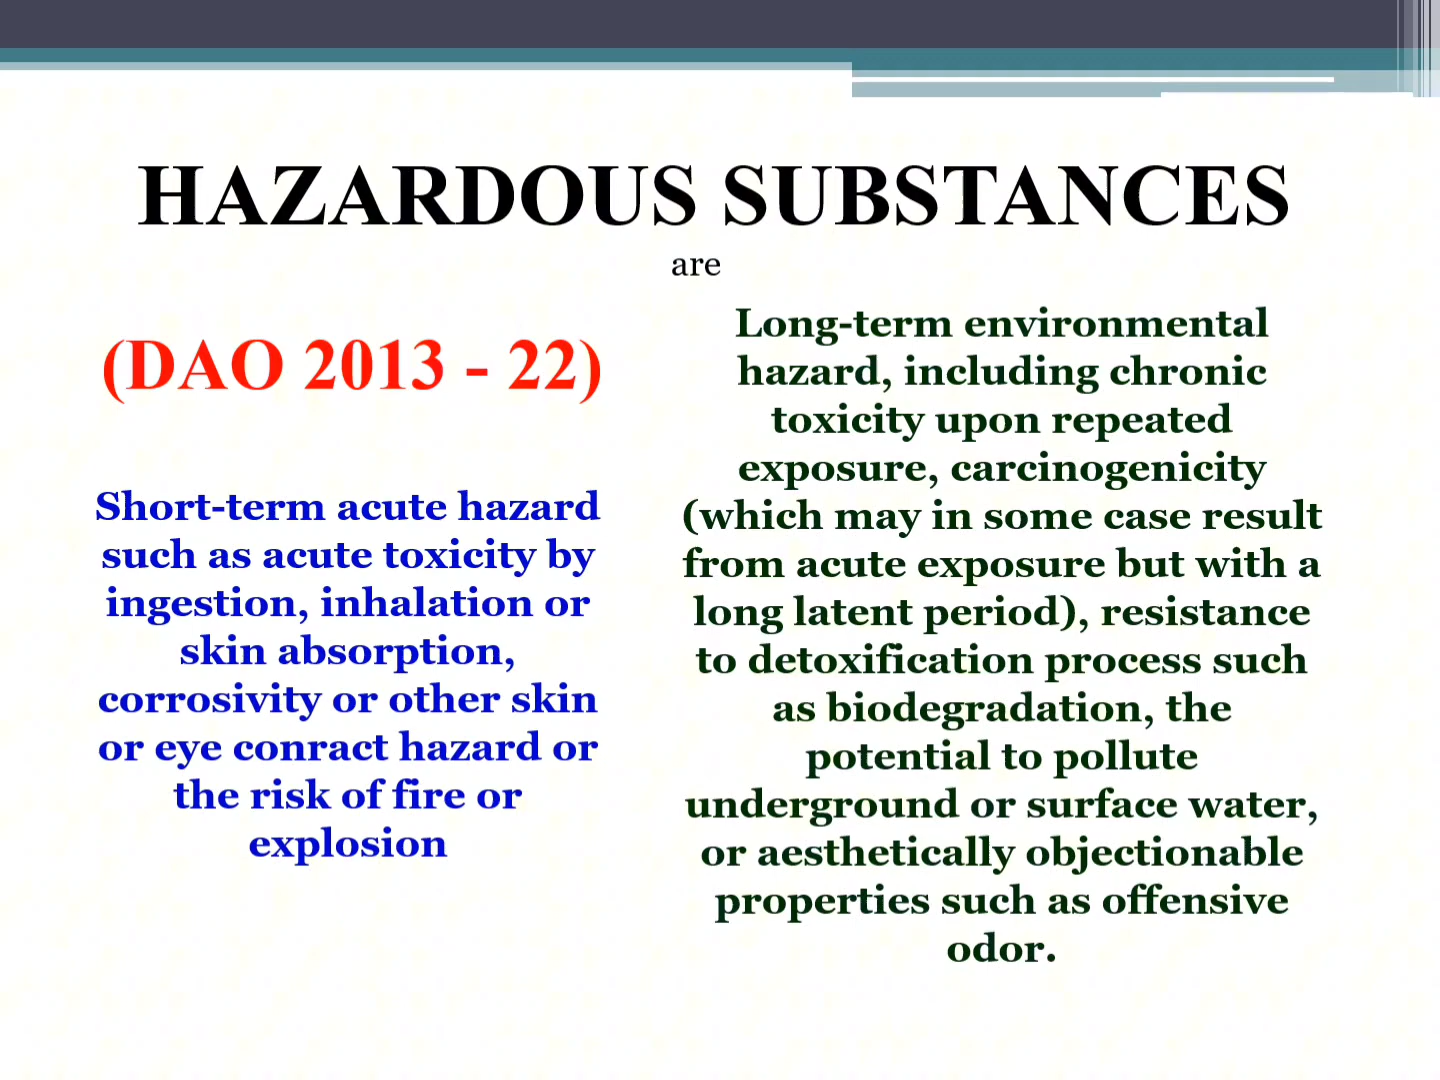 HAZARDOUS SUBSTANCES
are
(DAO 2013 - 22)
Short-term acute hazard
such as acute toxicity by
ingestion, inhalation or
skin absorption,
corrosivity or other skin
or eye conract hazard or
the risk of fire or
explosion
Long-term environmental
hazard, including chronic
toxicity upon repeated
exposure, carcinogenicity
(which may in some case result
from acute exposure but with a
long latent period), resistance
to detoxification process such
as biodegradation, the
potential to pollute
underground or surface water,
or aesthetically objectionable
properties such as offensive
odor.